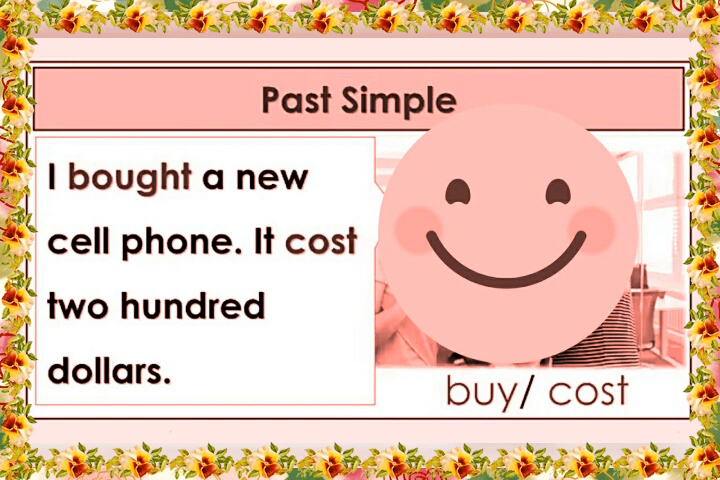 Past Simple
I bought a new
cell phone. It cost
two hundred
dollars.
buy/ cost